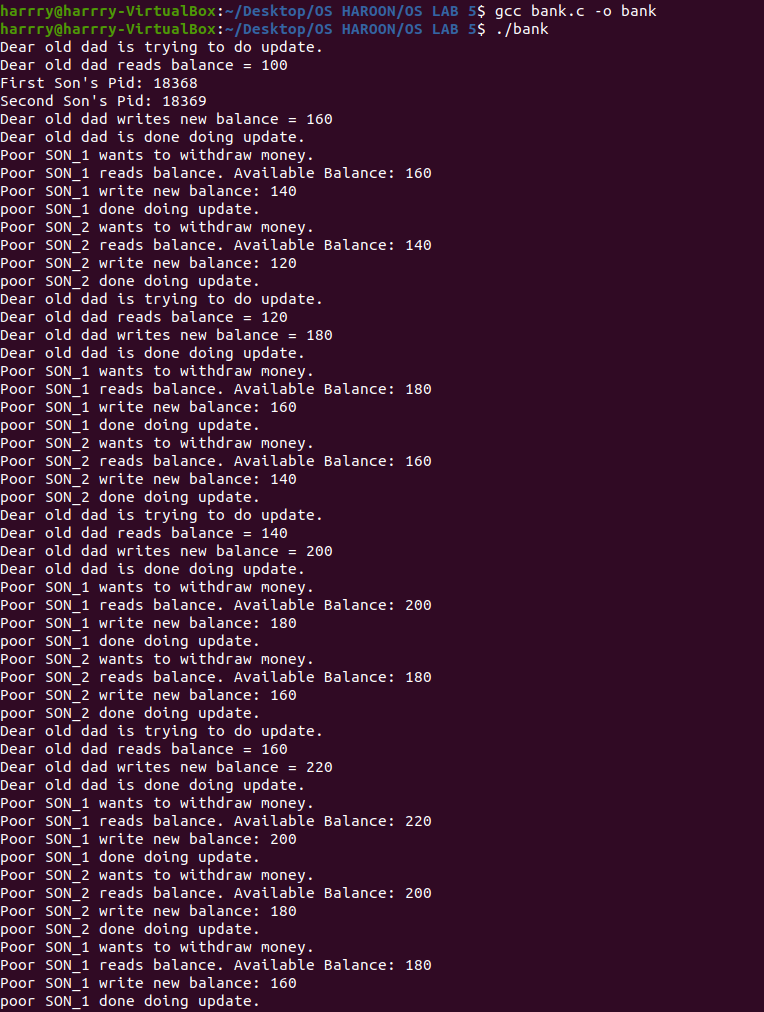 harrry@harrry-VirtualBox:~/Desktop/OS HAROON/OS LAB 5$ gcc bank.c -o bank
harrry@harrry-VirtualBox:~/Desktop/OS HAROON/OS LAB 5$ ./bank
Dear old dad is trying to do update.
Dear old dad reads balance = 100
First Son's Pid: 18368
Second Son's Pid: 18369
Dear old dad writes new balance = 160
Dear old dad is done doing update.
Poor SON_1 wants to withdraw money.
Poor SON_1 reads balance. Available Balance: 160
Poor SON_1 write new balance: 140
poor SON_1 done doing update.
Poor SON_2 wants to withdraw money.
Poor SON_2 reads balance. Available Balance: 140
Poor SON_2 write new balance: 120
poor SON_2 done doing update.
Dear old dad is trying to do update.
Dear old dad reads balance = 120
Dear old dad writes new balance = 180
Dear old dad is done doing update.
Poor SON_1 wants to withdraw money.
Poor SON_1 reads balance. Available Balance: 180
Poor SON_1 write new balance: 160
poor SON_1 done doing update.
Poor SON_2 wants to withdraw money.
Poor SON_2 reads balance. Available Balance: 160
Poor SON_2 write new balance: 140
poor SON_2 done doing update.
Dear old dad is trying to do update.
Dear old dad reads balance = 140
Dear old dad writes new balance = 200
Dear old dad is done doing update.
Poor SON_1 wants to withdraw money.
Poor SON_1 reads balance. Available Balance: 200
Poor SON_1 write new balance: 180
poor SON_1 done doing update.
Poor SON_2 wants to withdraw money.
Poor SON_2 reads balance. Available Balance: 180
Poor SON_2 write new balance: 160
poor SON_2 done doing update.
Dear old dad is trying to do update.
Dear old dad reads balance = 160
Dear old dad writes new balance = 220
Dear old dad is done doing update.
Poor SON_1 wants to withdraw money.
Poor SON_1 reads balance. Available Balance: 220
Poor SON_1 write new balance: 200
poor SON_1 done doing update.
Poor SON_2 wants to withdraw money.
Poor SON_2 reads balance. Available Balance: 200
Poor SON_2 write new balance: 180
poor SON_2 done doing update.
Poor SON_1 wants to withdraw money.
Poor SON_1 reads balance. Available Balance: 180
Poor SON_1 write new balance: 160
poor SON_1 done doing update.